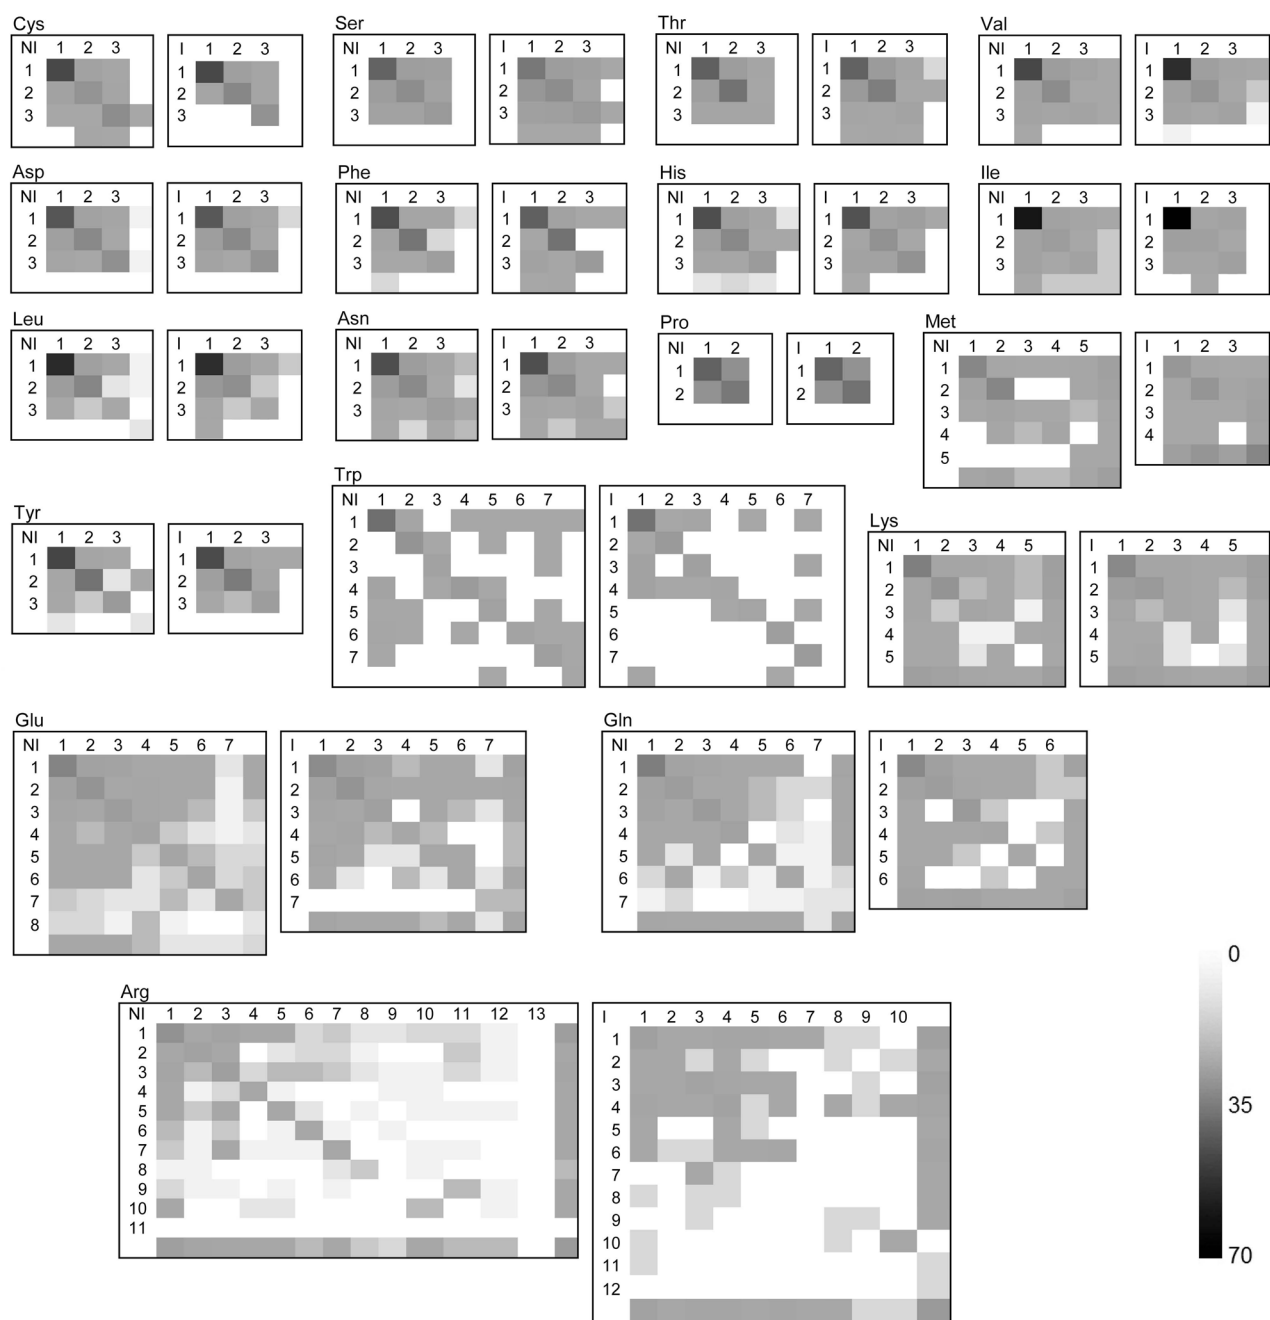 Cys Ser Thr Val
NI 1 2 3 I 1 2 3 NI 1 2 3 I 1 2 3 NI 1 2 3 I 1 2 3 NI 1 2 3 I 1 2 3
1 1 1 1 1 1 1 1
2 2 2 2 2 2 2 2
3 3 3 3 3 3 3 3
Asp Phe His Ile
NI 1 2 3 I 1 2 3 NI 1 2 3 I 1 2 3 NI 1 2 3 I 1 2 3 NI 1 2 3 I 1 2 3
1 1 1 1 1 1 1 1
2 2 2 2 2 2 2 2
3 3 3 3 3 3 3 3
Leu Asn Pro Met
NI 1 2 3 I 1 2 3 NI 1 2 3 I 1 2 3 NI 1 2 I 1 2 NI 1 2 3 4 5 I 1 2 3
1 1 1 1 1 1 1 1
2 2 2 2 2 2 2 2
3 3 3 3 3 3
4 4
5
Tyr Trp Lys
NI 1 2 3 I 1 2 3 NI 1 2 3 4 5 6 7 I 1 2 3 4 5 6 7 NI 1 2 3 4 5 I 1 2 3 4 5
1 1 1 1 1 1
2 2 2 2 2 2
3 3 3 3 3 3
4 4 4 4
5 5 5 5
6 6
7 7
Glu Gln
NI 1 2 3 4 5 6 7 I 1 2 3 4 5 6 7 NI 1 2 3 4 5 6 7 I 1 2 3 4 5 6
1 1 1 1
2 2 2 2
3 3 3 3
4 4 4 4
5 5 5 5
6 6 6 6
7 7 7
8
Arg
NI 1 2 3 4 5 6 7 8 9 10 11 12 13 I 1 2 3 4 5 6 7 8 9 10
1 1
2 2
3 3
4 4
5 5
6 6
7 7
8 8
9 9
10 10
11 11
12
0
35
70